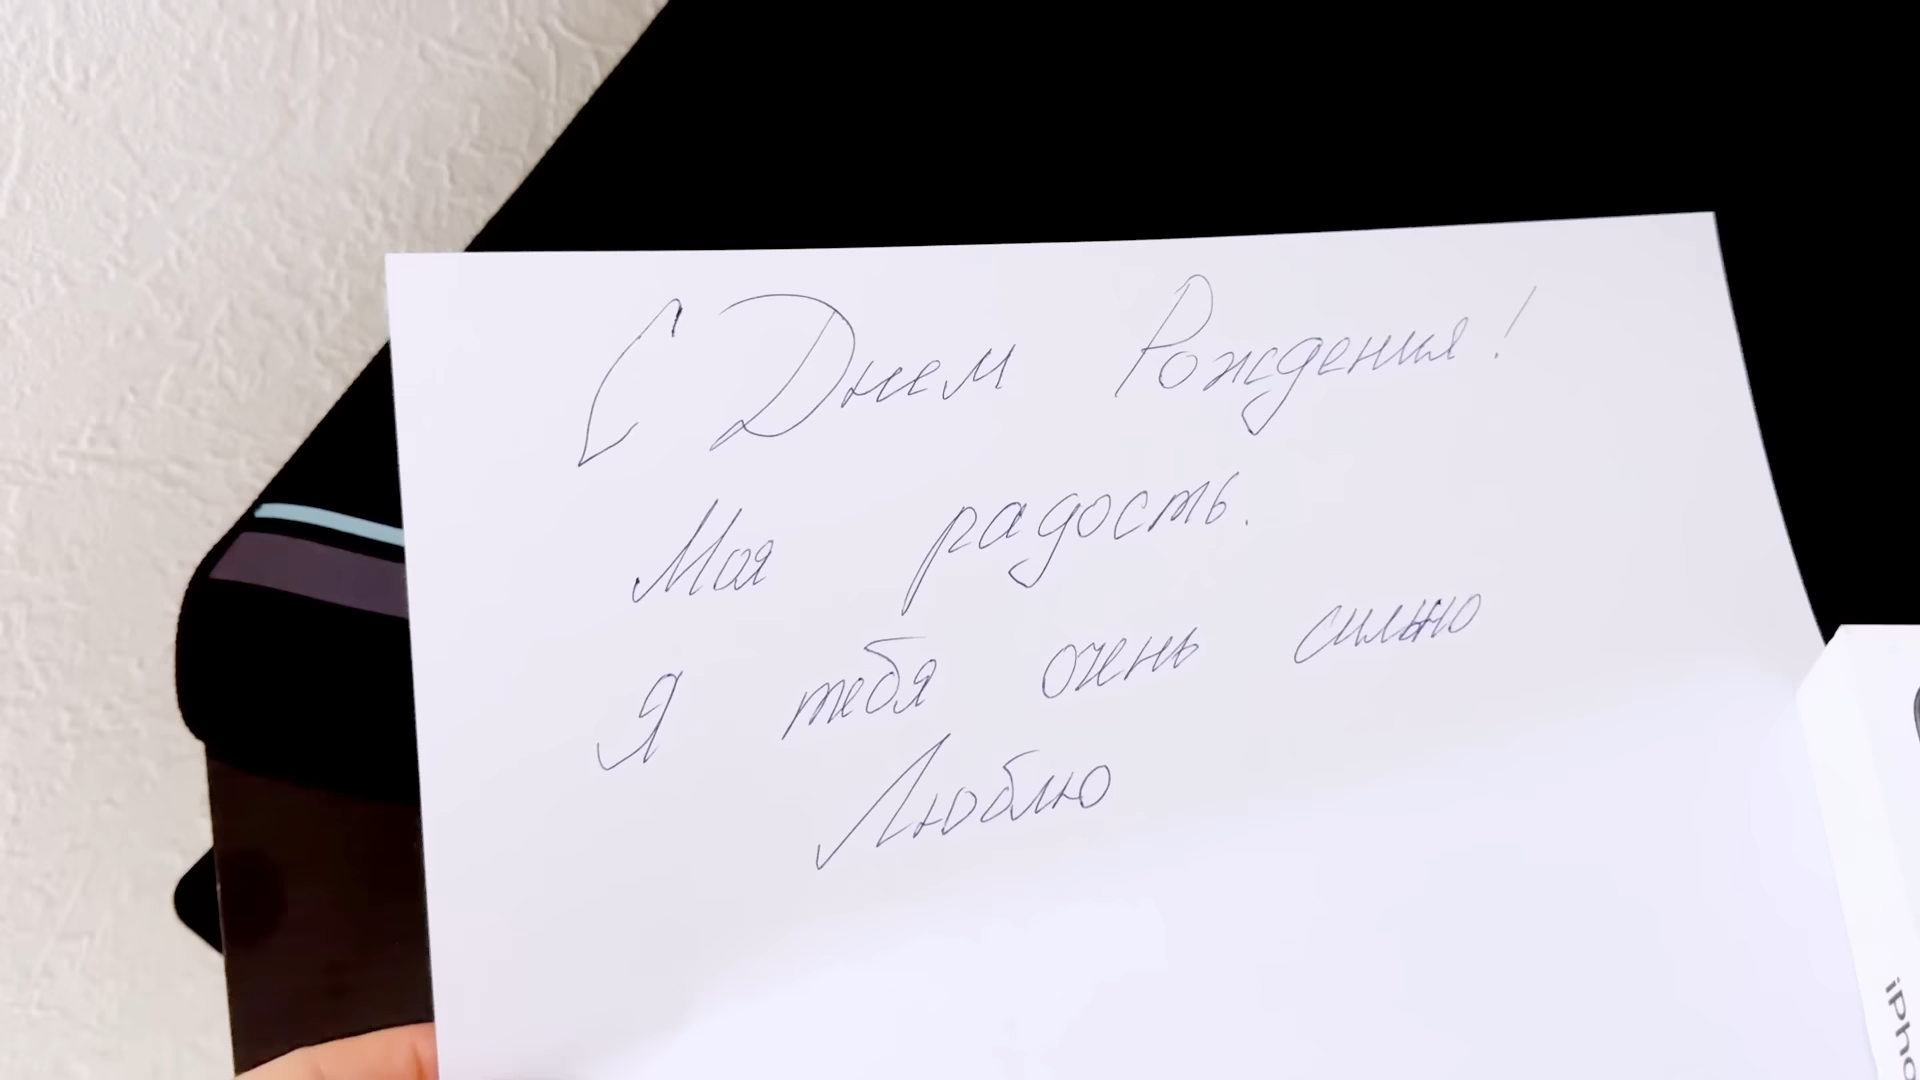 С Днем Рождения!
Моя радость.
Я тебя очень сильно
Люблю